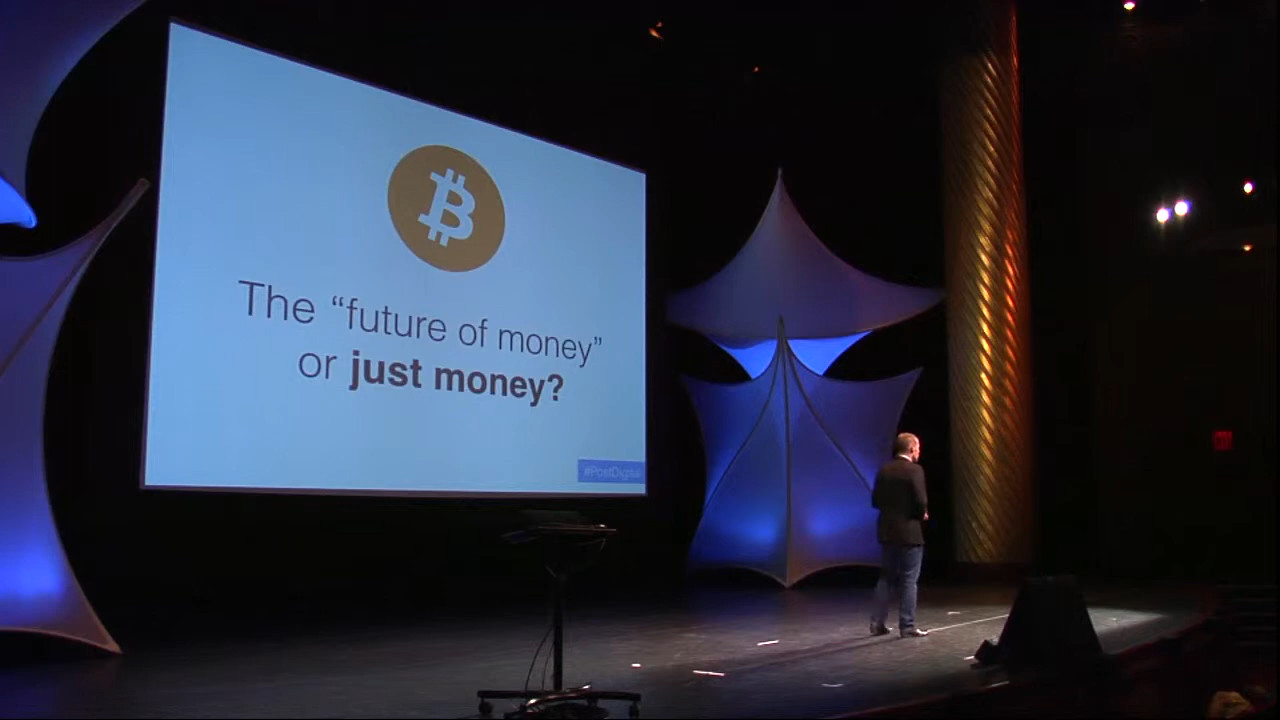 The “future of money”
or just money?
#PostDigital